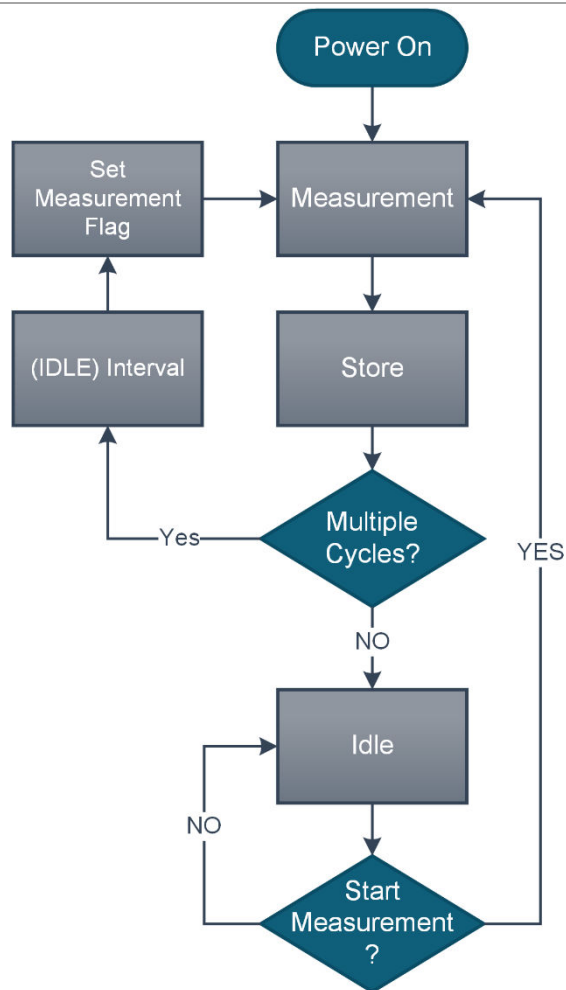 Power On
Set
Measurement
Flag
Measurement
(IDLE) Interval
Store
Multiple
Cycles?
Yes
YES
NO
Idle
NO
Start
Measurement
?